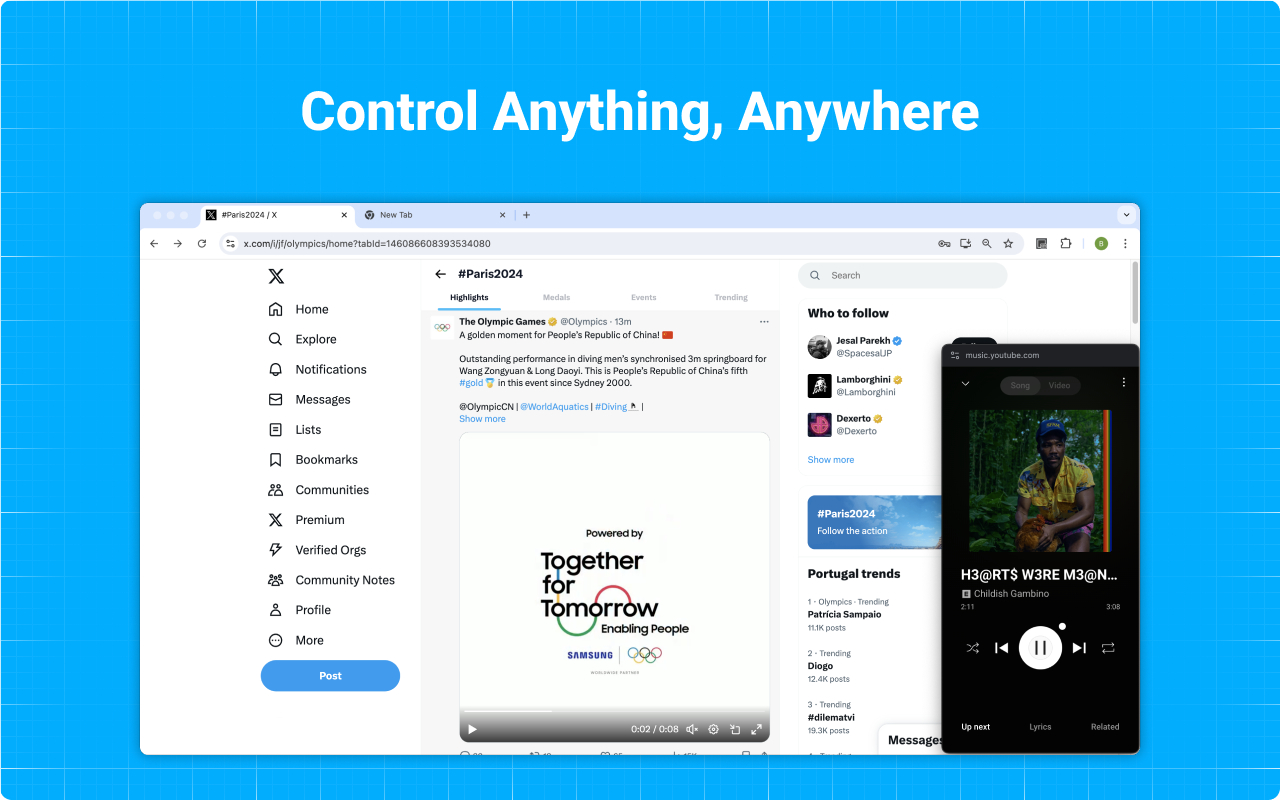 Control Anything, Anywhere
#Paris2024 / X
New Tab
x.com/i/jf/olympics/home?tabId=146086608393534080
B
Home
Explore
Notifications
Messages
Lists
Bookmarks
Communities
Premium
Verified Orgs
Community Notes
Profile
More
Post
#Paris2024
Highlights
Medals
Events
Trending
The Olympic Games @Olympics · 13m
A golden moment for People's Republic of China!
Outstanding performance in diving men's synchronised 3m springboard for
Wang Zongyuan & Long Daoyi. This is People's Republic of China's fifth
#gold in this event since Sydney 2000.
@OlympicCN | @WorldAquatics | #Diving |
Show more
Powered by
Together
for
Tomorrow
Enabling People
SAMSUNG
WORLDWIDE PARTNER
0:02 / 0:08
Search
Who to follow
Jesal Parekh
@SpacesaIJP
Lamborghini
@Lamborghini
Dexerto
@Dexerto
Show more
#Paris2024
Follow the action
Portugal trends
1 · Olympics · Trending
Patrícia Sampaio
11.1K posts
2 · Trending
Diogo
12.4K posts
3 · Trending
#dilematvi
19.3K posts
Messages
music.youtube.com
Song
Video
H3@RT$ W3RE M3@N...
E Childish Gambino
2:11
3:08
Up next
Lyrics
Related